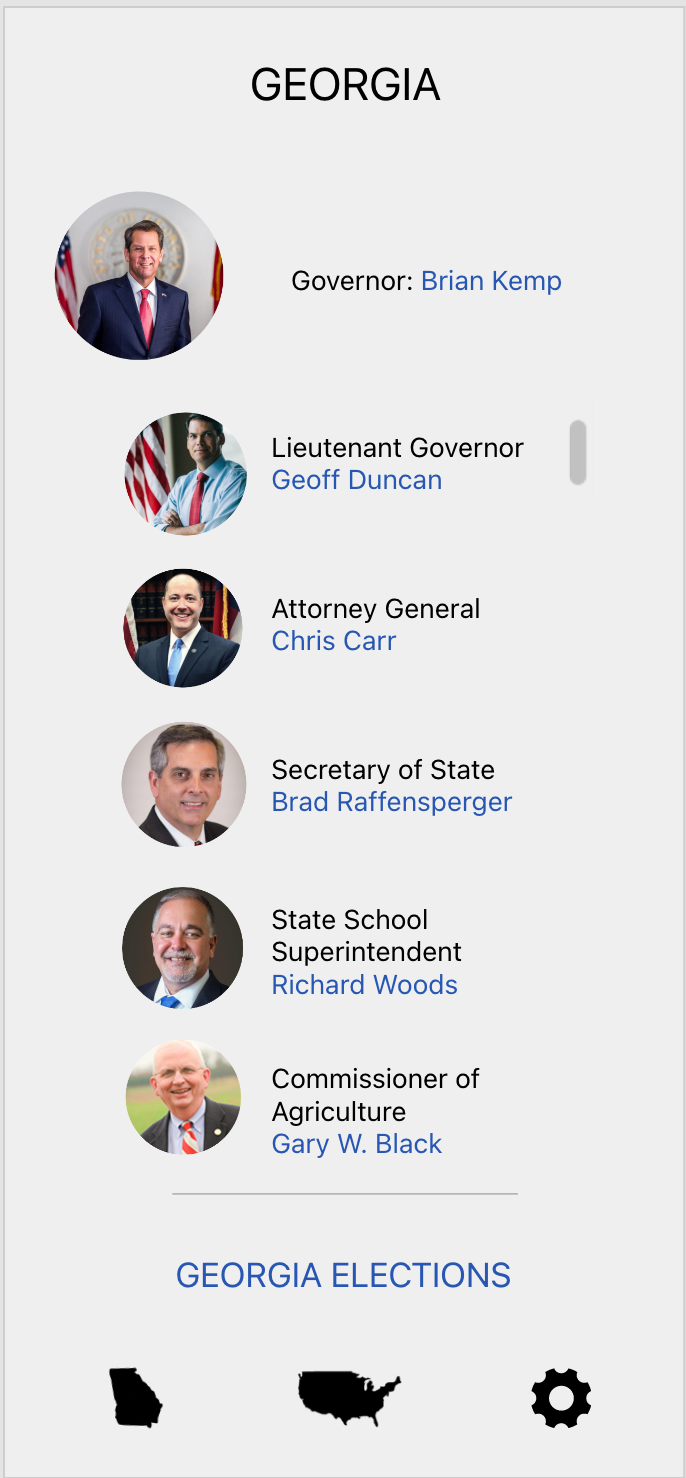 GEORGIA
Governor: Brian Kemp
Lieutenant Governor
Geoff Duncan
Attorney General
Chris Carr
Secretary of State
Brad Raffensperger
State School
Superintendent
Richard Woods
Commissioner of
Agriculture
Gary W. Black
GEORGIA ELECTIONS